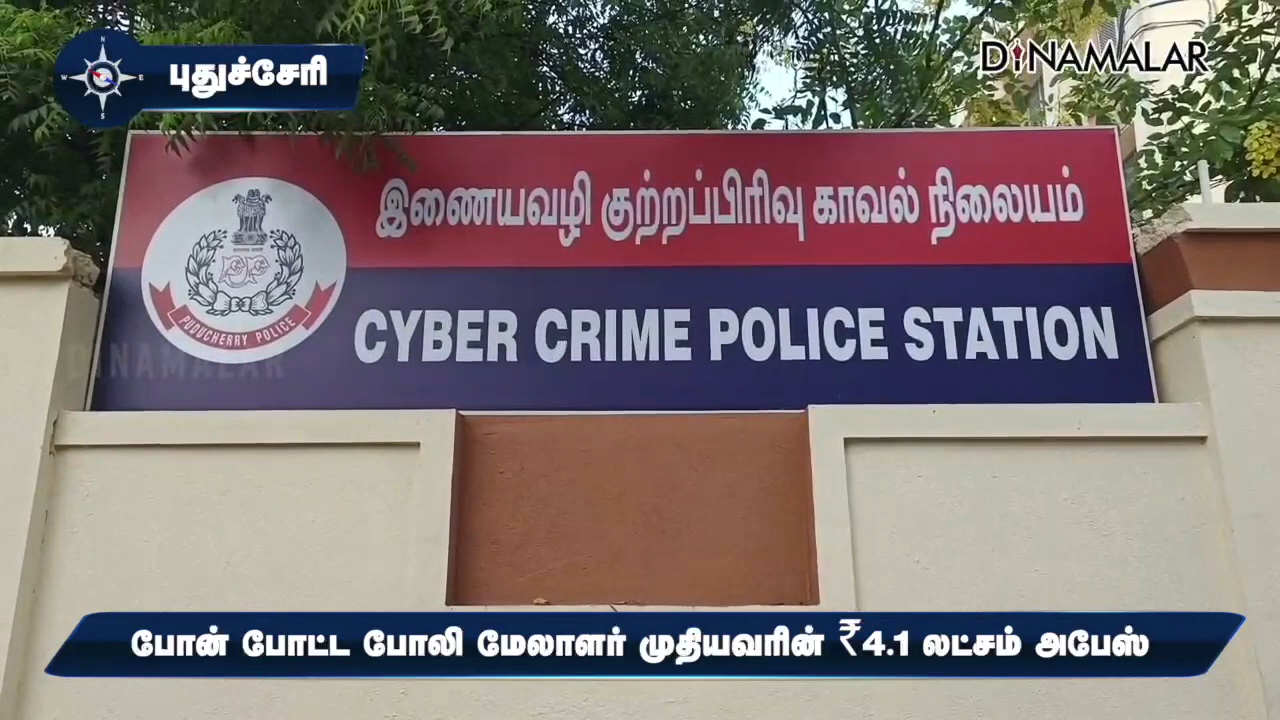 புதுச்சேரி
DINAMALAR
இணையவழி குற்றப்பிரிவு காவல் நிலையம்
CYBER CRIME POLICE STATION
PUDUCHERRY POLICE
DINAMALAR
போன் போட்ட போலி மேலாளர் முதியவரின் ₹4.1 லட்சம் அபேஸ்